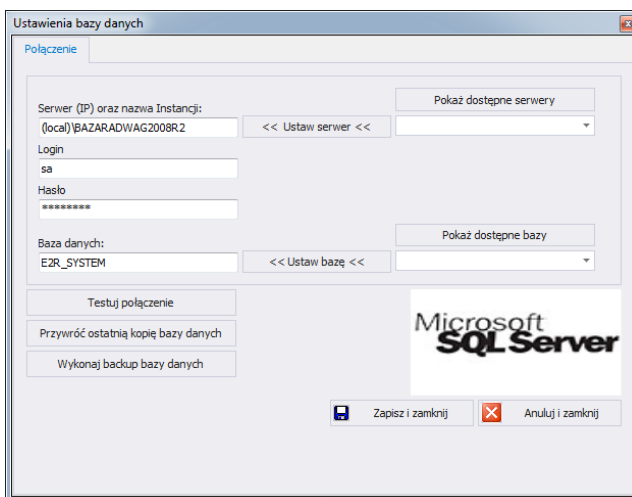 Ustawienia bazy danych
Połączenie
Pokaż dostępne serwery
Serwer (IP) oraz nazwa Instancji:
(local)\BAZARADWAG2008R2
<< Ustaw serwer <<
Login
sa
Hasło
********
Pokaż dostępne bazy
Baza danych:
E2R_SYSTEM
<< Ustaw bazę <<
Testuj połączenie
Przywróć ostatnią kopię bazy danych
Wykonaj backup bazy danych
Microsoft
SQL Server
Zapisz i zamknij
Anuluj i zamknij